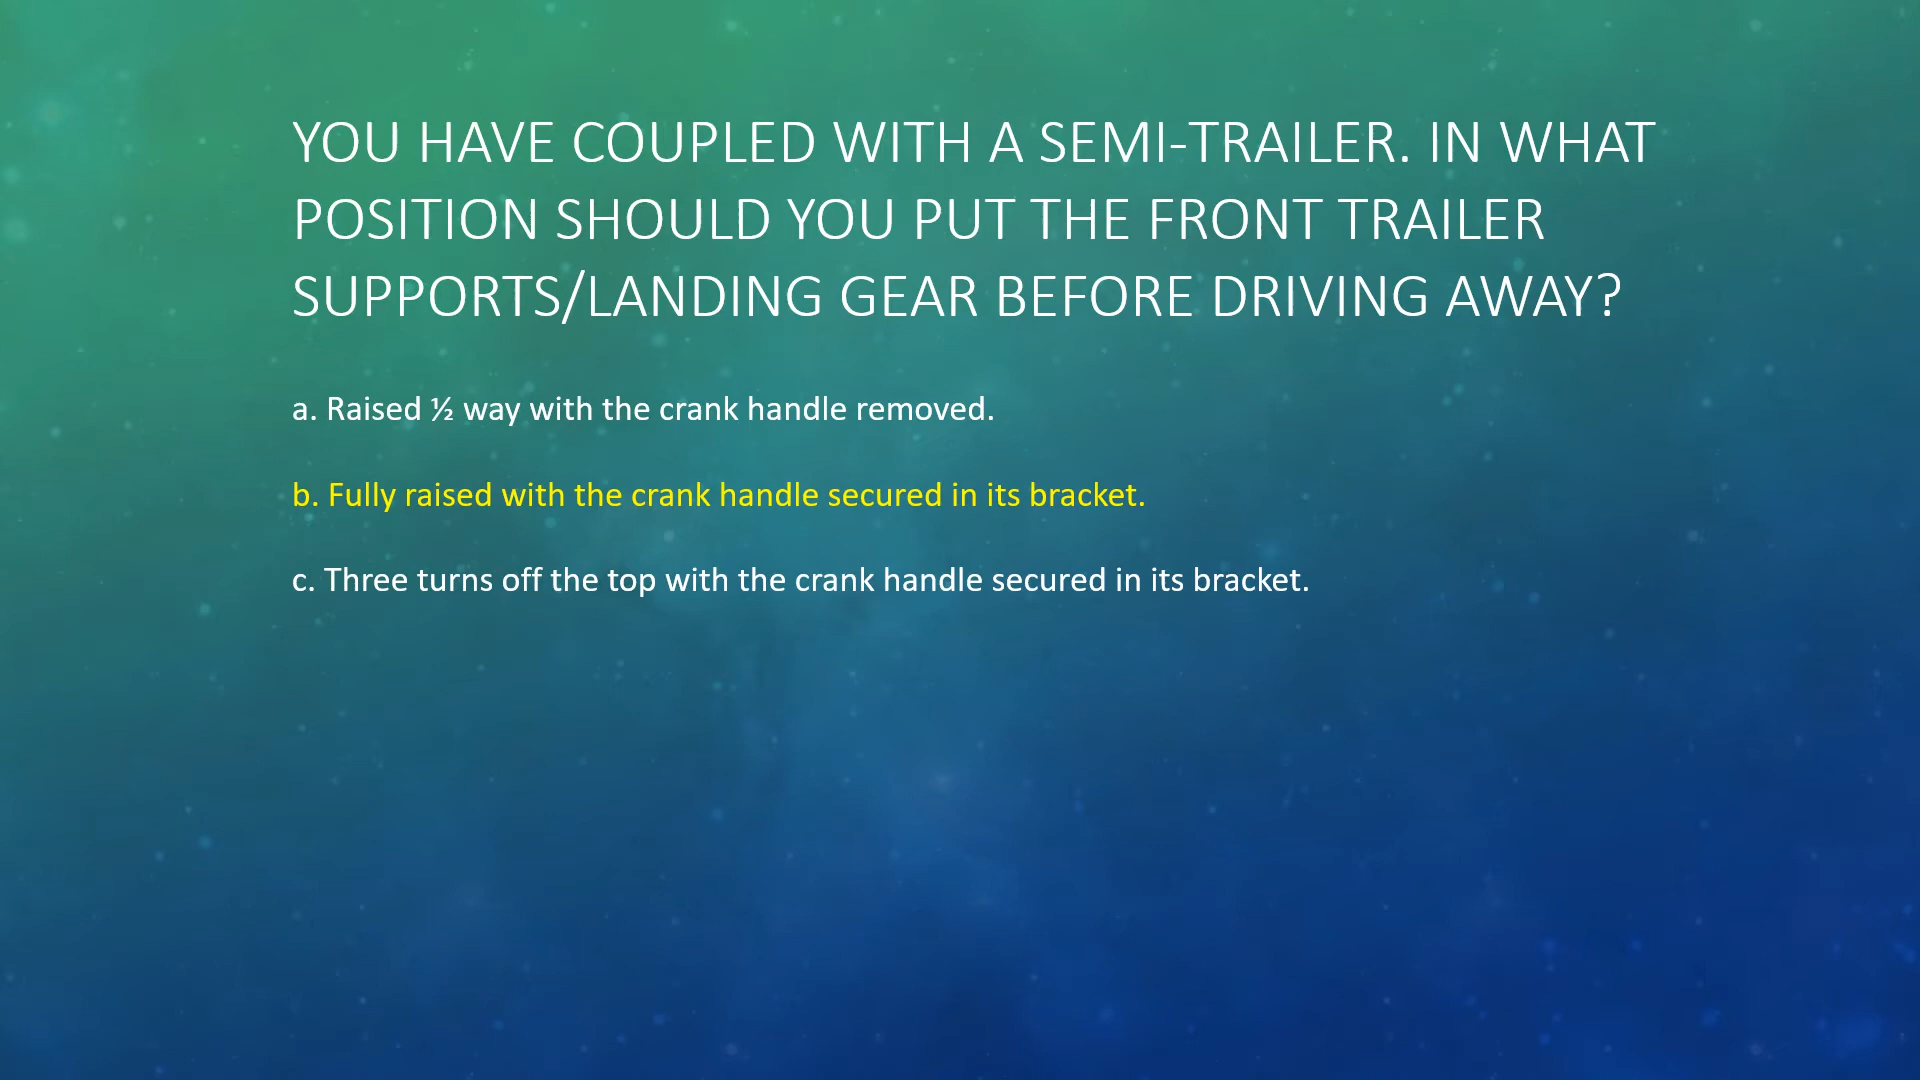 YOU HAVE COUPLED WITH A SEMI-TRAILER. IN WHAT
POSITION SHOULD YOU PUT THE FRONT TRAILER
SUPPORTS/LANDING GEAR BEFORE DRIVING AWAY?
a. Raised ½ way with the crank handle removed.
b. Fully raised with the crank handle secured in its bracket.
c. Three turns off the top with the crank handle secured in its bracket.